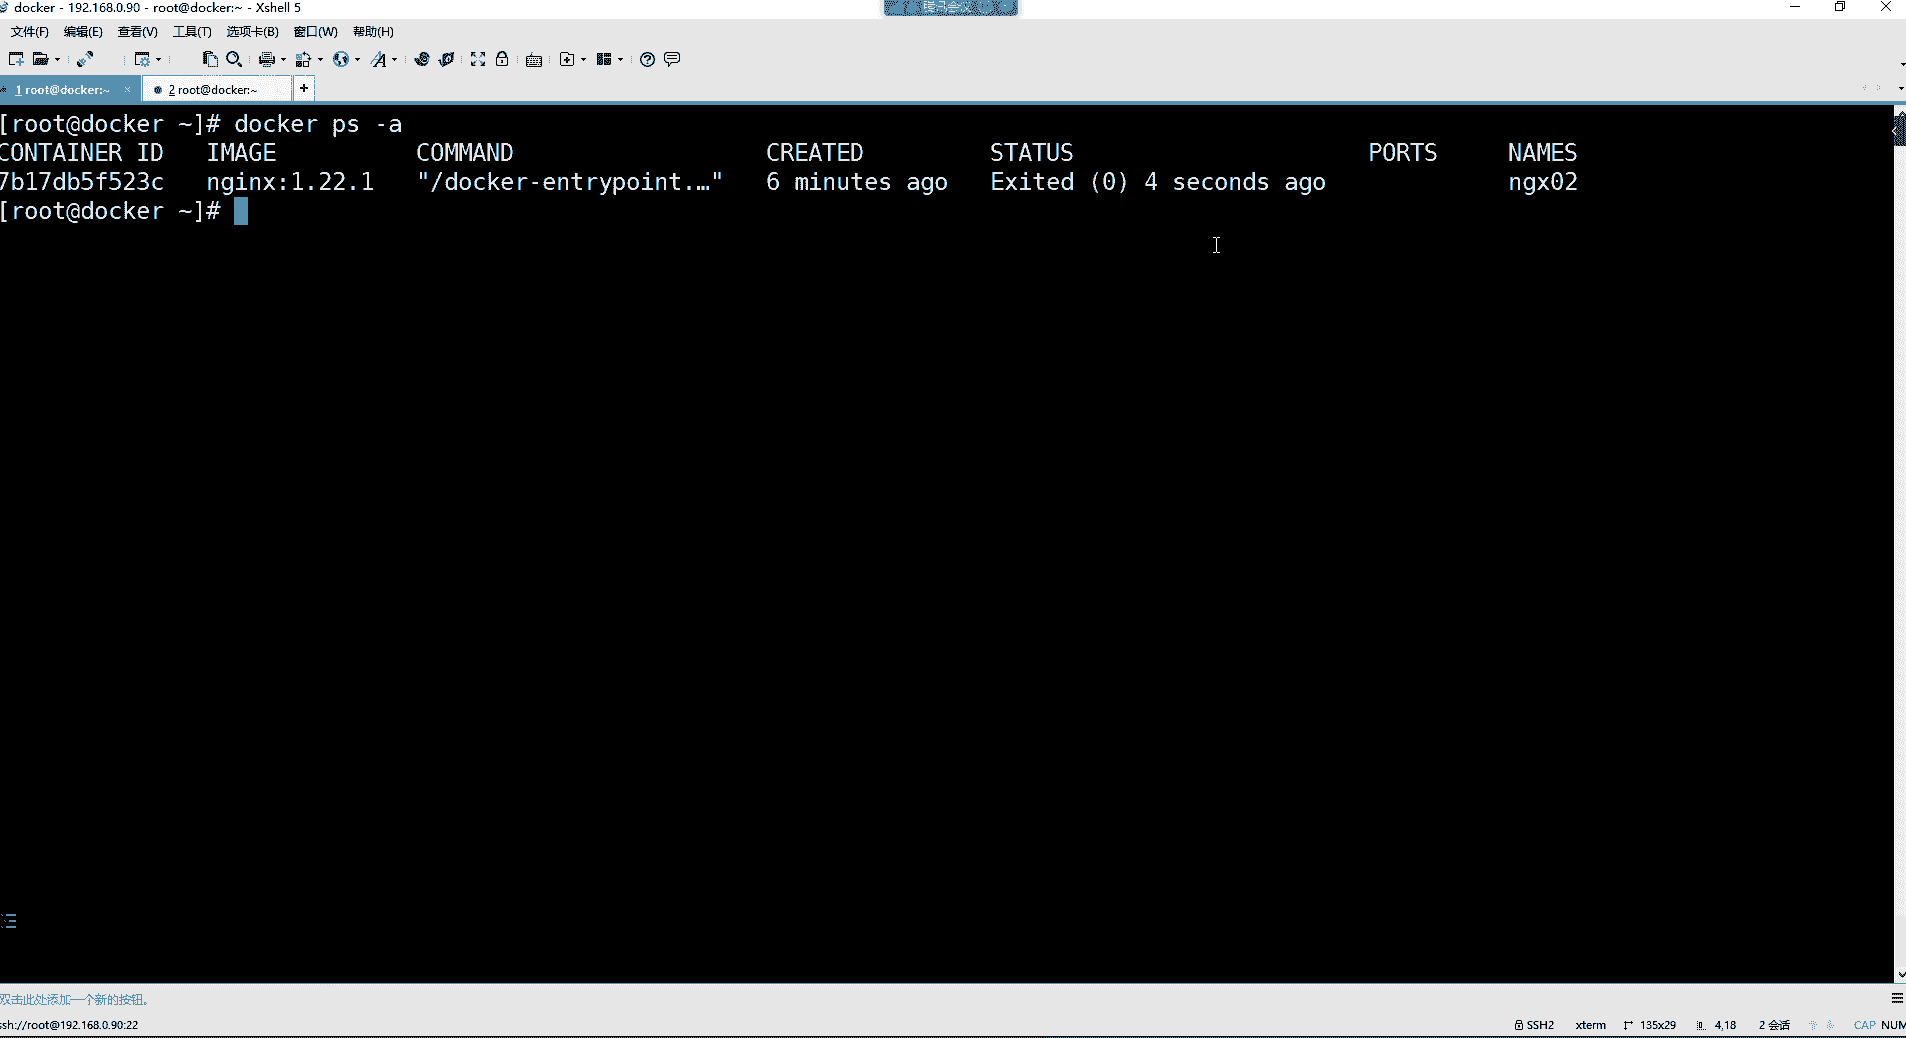 docker - 192.168.0.90 - root@docker:~ - Xshell 5
腾讯会议
文件(F) 编辑(E) 查看(V) 工具(T) 选项卡(B) 窗口(W) 帮助(H)
1 root@docker:~ × 2 root@docker:~ +
[root@docker ~]# docker ps -a
CONTAINER ID IMAGE COMMAND CREATED STATUS PORTS NAMES
7b17db5f523c nginx:1.22.1 "/docker-entrypoint.…" 6 minutes ago Exited (0) 4 seconds ago ngx02
[root@docker ~]#
双击此处添加一个新的按钮。
ssh://root@192.168.0.90:22 SSH2 xterm 135x29 4,18 2 会话 CAP NUM